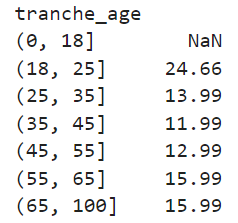 tranche_age
(0, 18]         NaN
(18, 25]      24.66
(25, 35]      13.99
(35, 45]      11.99
(45, 55]      12.99
(55, 65]      15.99
(65, 100]     15.99